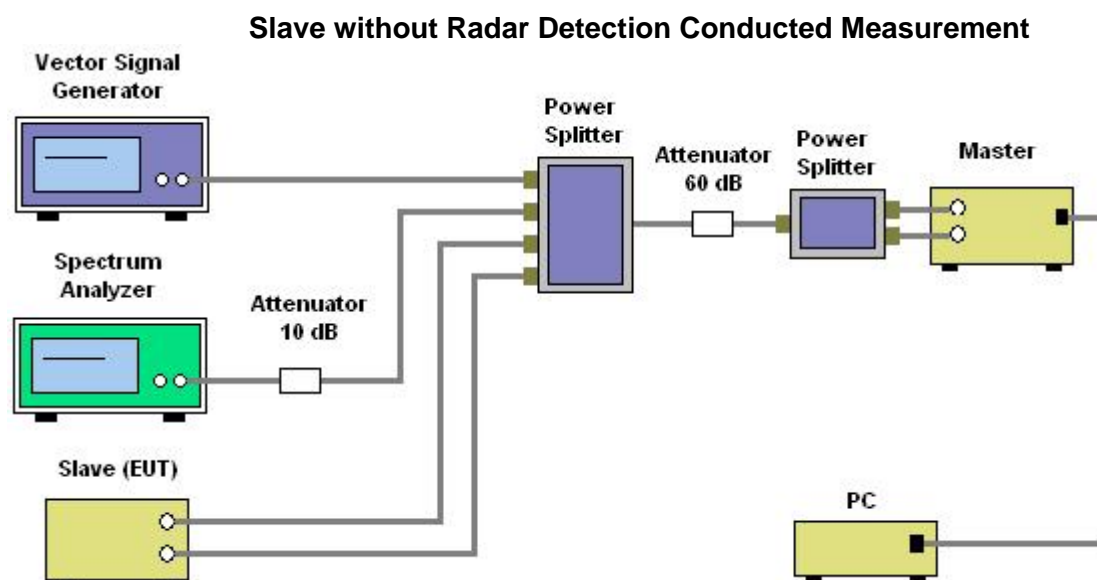 Slave without Radar Detection Conducted Measurement
Vector Signal
Generator
Power
Splitter
Attenuator
60 dB
Power
Splitter
Master
Spectrum
Analyzer
Attenuator
10 dB
Slave (EUT)
PC